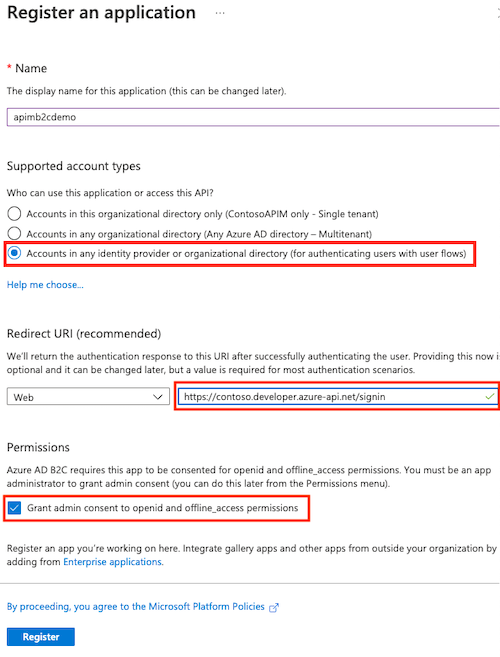 Register an application ...
* Name
The display name for this application (this can be changed later).
apimb2cdemo
Supported account types
Who can use this application or access this API?
Accounts in this organizational directory only (ContosoAPIM only - Single tenant)
Accounts in any organizational directory (Any Azure AD directory – Multitenant)
Accounts in any identity provider or organizational directory (for authenticating users with user flows)
Help me choose...
Redirect URI (recommended)
We'll return the authentication response to this URI after successfully authenticating the user. Providing this now is
optional and it can be changed later, but a value is required for most authentication scenarios.
Web
https://contoso.developer.azure-api.net/signin
Permissions
Azure AD B2C requires this app to be consented for openid and offline_access permissions. You must be an app
administrator to grant admin consent (you can do this later from the Permissions menu).
Grant admin consent to openid and offline_access permissions
Register an app you're working on here. Integrate gallery apps and other apps from outside your organization by
adding from Enterprise applications.
By proceeding, you agree to the Microsoft Platform Policies
Register